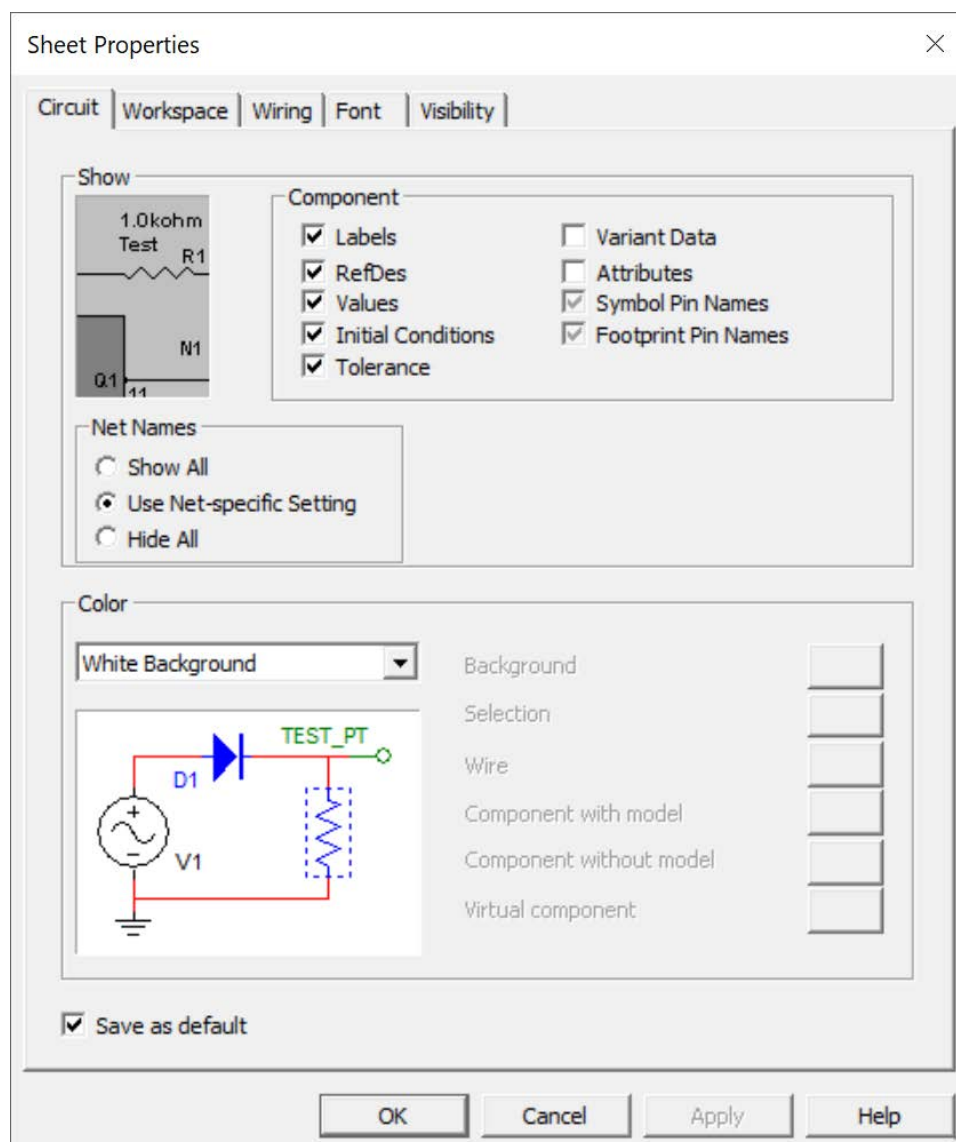 Sheet Properties
Circuit
Workspace
Wiring
Font
Visibility
Show
1.0kohm
Test
R1
N1
Q1
11
Component
Labels
RefDes
Values
Initial Conditions
Tolerance
Variant Data
Attributes
Symbol Pin Names
Footprint Pin Names
Net Names
Show All
Use Net-specific Setting
Hide All
Color
White Background
TEST_PT
D1
V1
Background
Selection
Wire
Component with model
Component without model
Virtual component
Save as default
OK
Cancel
Apply
Help